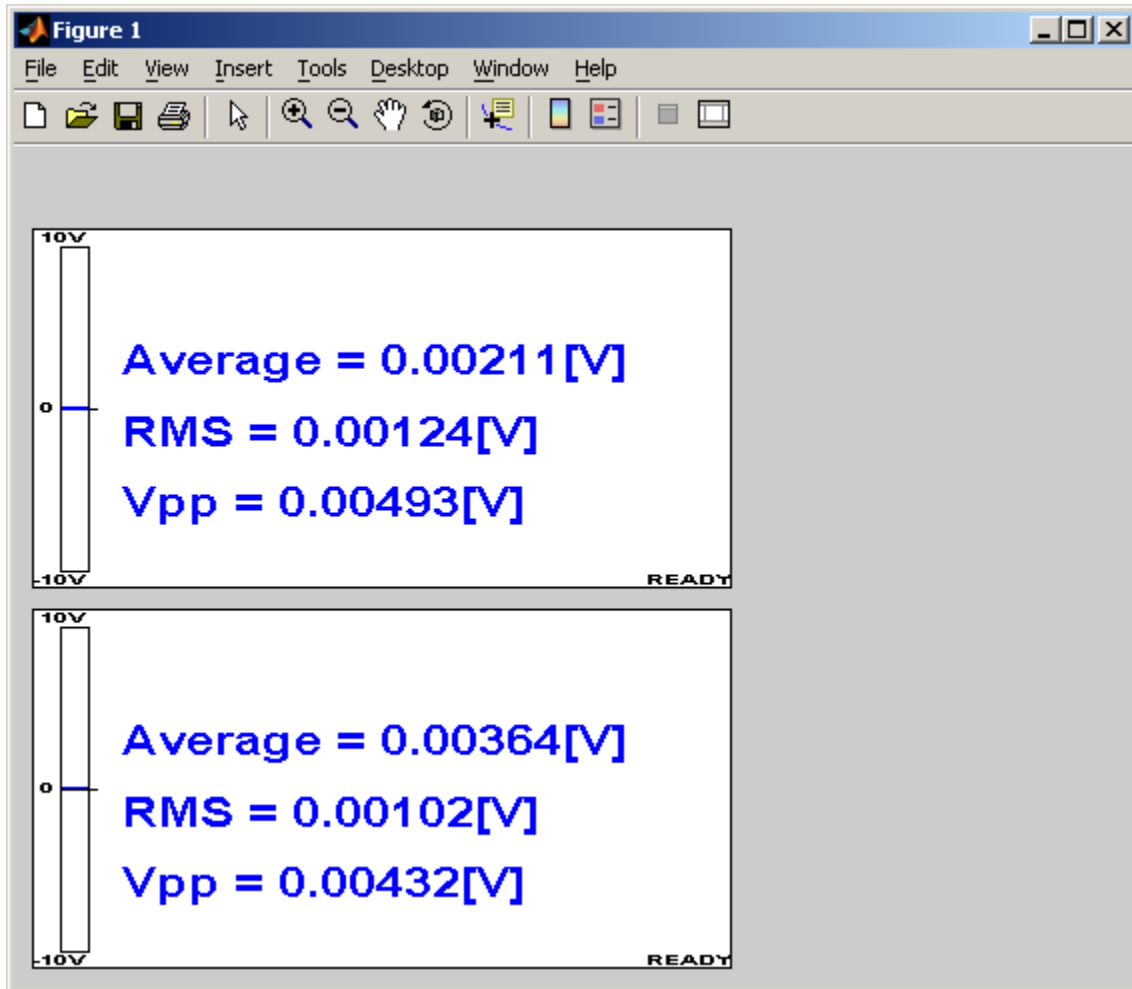 Figure 1
File Edit View Insert Tools Desktop Window Help
10V
Average = 0.00211[V]
0
RMS = 0.00124[V]
Vpp = 0.00493[V]
-10V
READY
10V
Average = 0.00364[V]
0
RMS = 0.00102[V]
Vpp = 0.00432[V]
-10V
READY